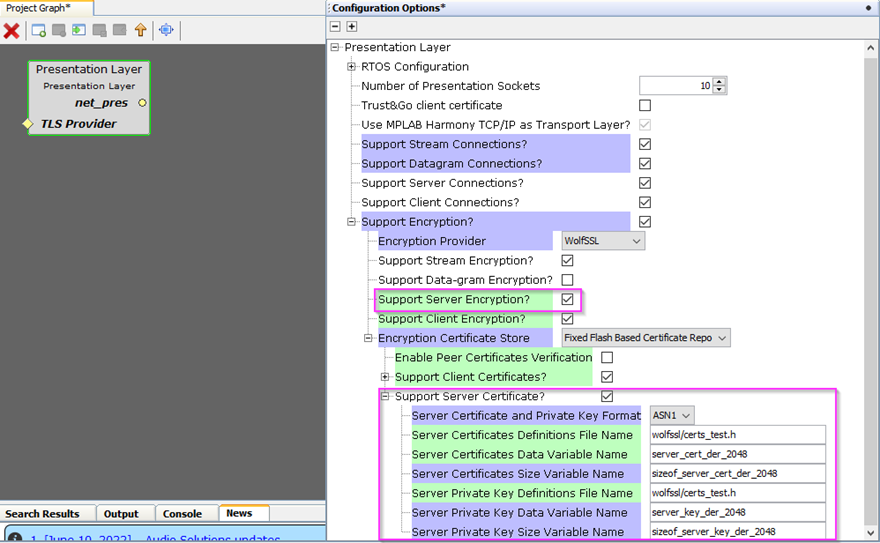 Project Graph*
Presentation Layer
Presentation Layer
net_pres
TLS Provider
Search Results
Output
Console
News
1. [June 10, 2022] - Audio Solutions updates
Configuration Options*
Presentation Layer
RTOS Configuration
Number of Presentation Sockets 10
Trust&Go client certificate
Use MPLAB Harmony TCP/IP as Transport Layer?
Support Stream Connections?
Support Datagram Connections?
Support Server Connections?
Support Client Connections?
Support Encryption?
Encryption Provider WolfSSL
Support Stream Encryption?
Support Data-gram Encryption?
Support Server Encryption?
Support Client Encryption?
Encryption Certificate Store Fixed Flash Based Certificate Repo
Enable Peer Certificates Verification
Support Client Certificates?
Support Server Certificate?
Server Certificate and Private Key Format ASN1
Server Certificates Definitions File Name wolfssl/certs_test.h
Server Certificates Data Variable Name server_cert_der_2048
Server Certificates Size Variable Name sizeof_server_cert_der_2048
Server Private Key Definitions File Name wolfssl/certs_test.h
Server Private Key Data Variable Name server_key_der_2048
Server Private Key Size Variable Name sizeof_server_key_der_2048